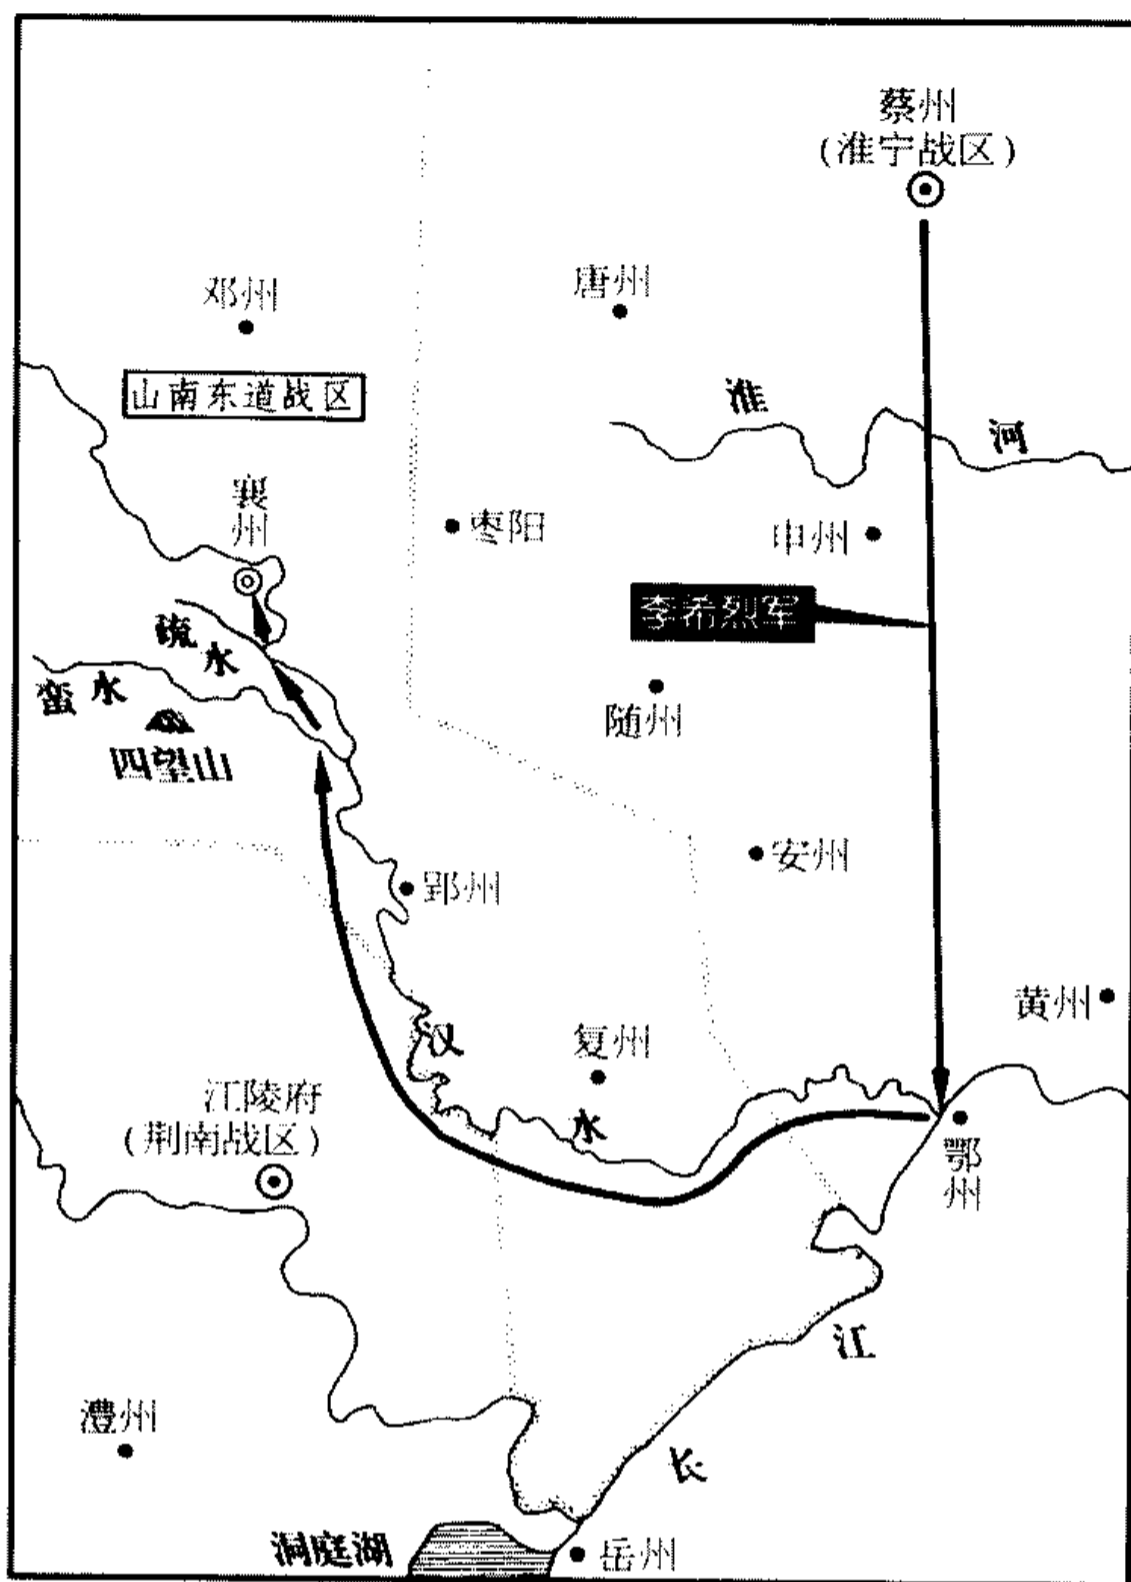 蔡州
(淮宁战区)
邓州
唐州
山南东道战区
淮
河
襄
州
枣阳
申州
李希烈军
疏
水
蛮
水
四望山
随州
安州
郢州
黄州
汉
水
复州
江陵府
(荆南战区)
鄂
州
江
长
澧州
洞庭湖
岳州